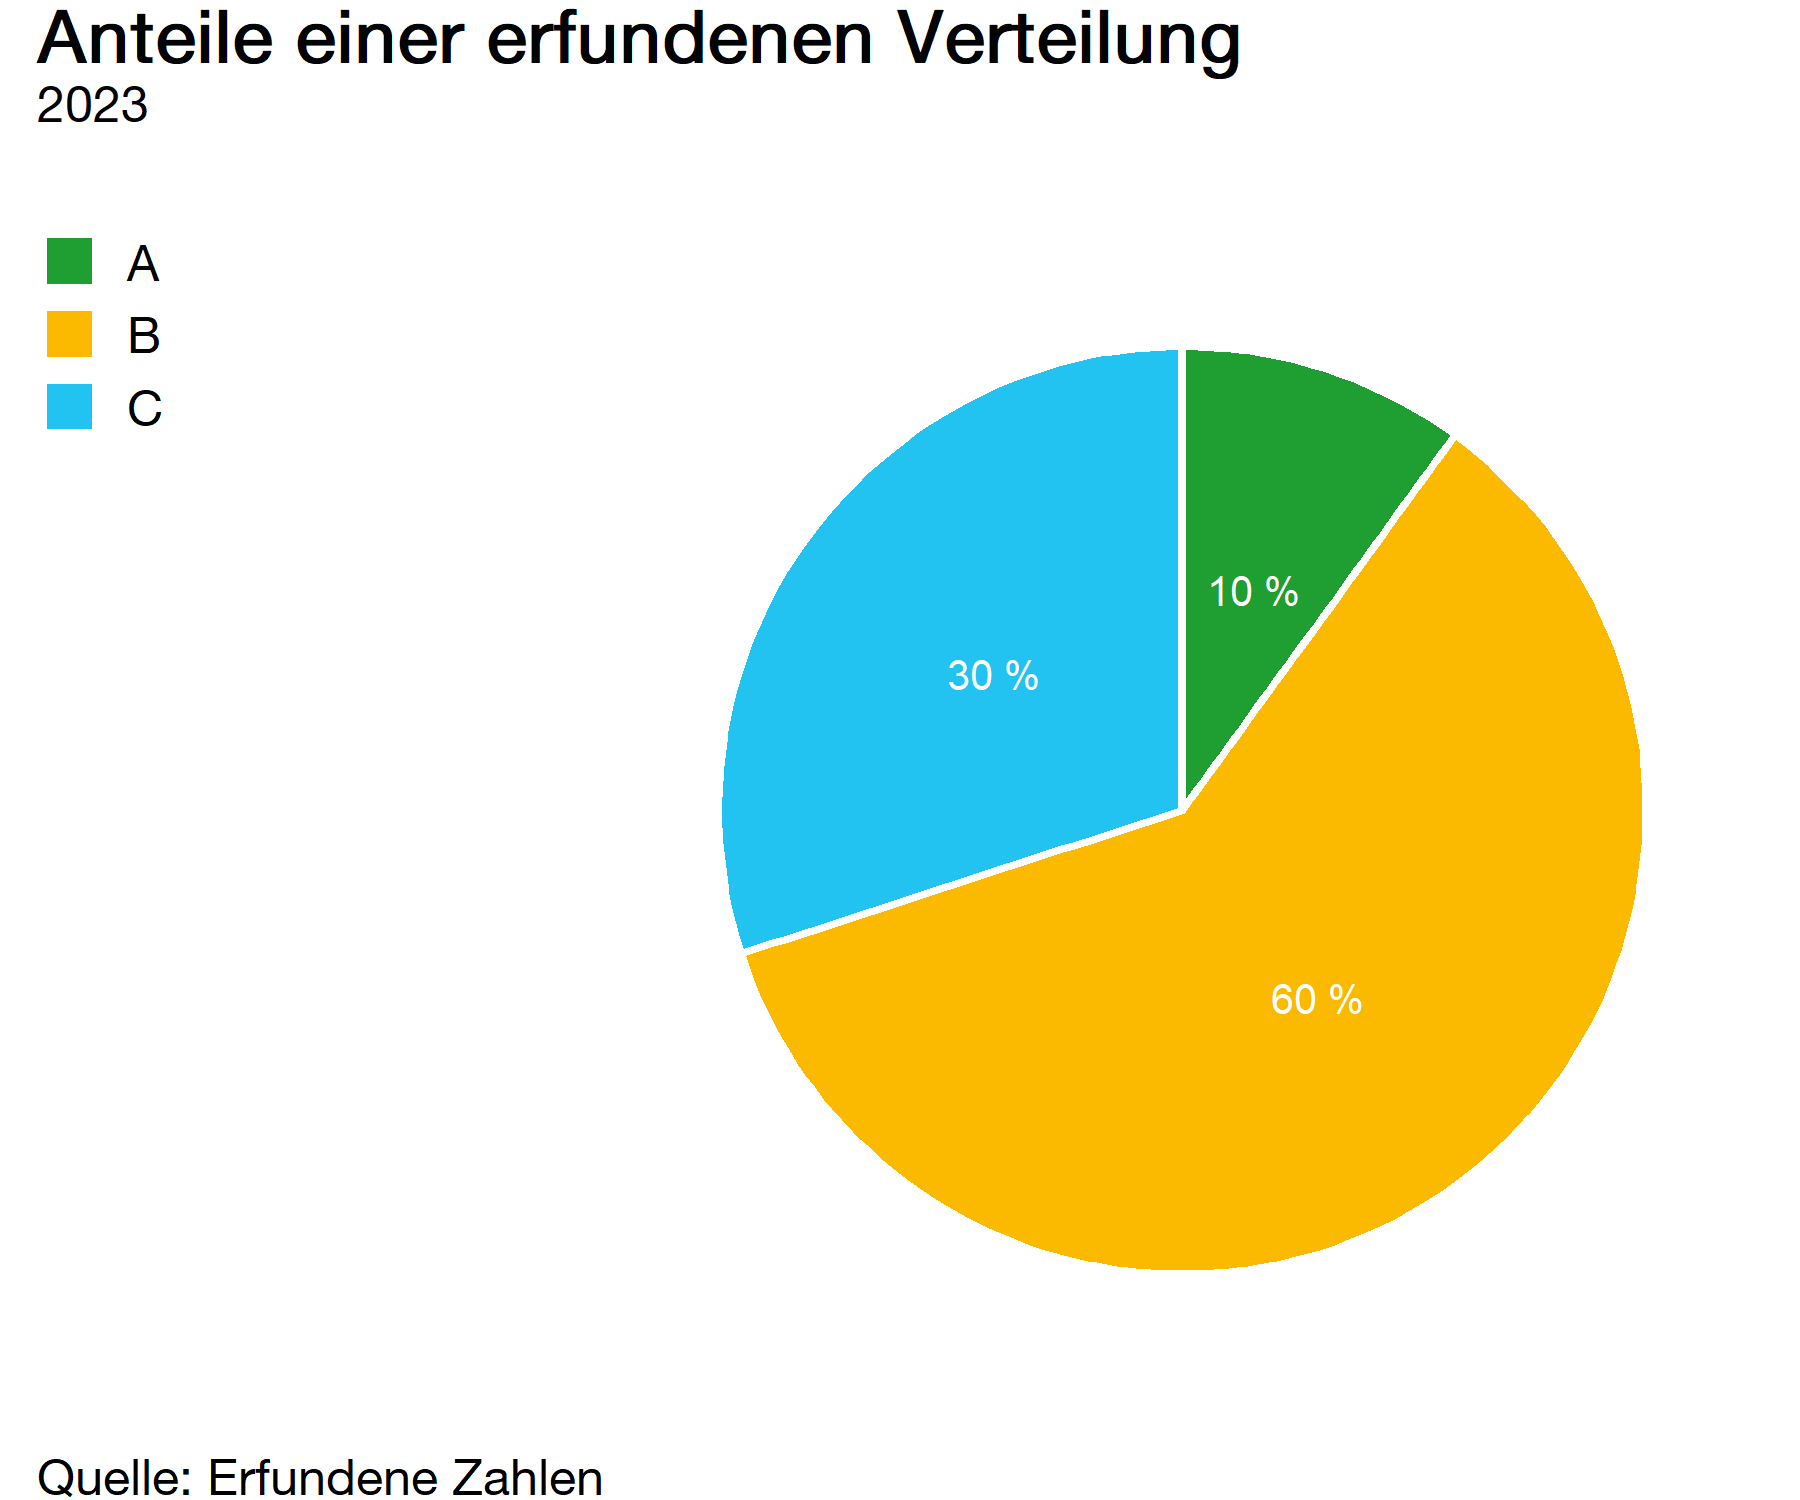 Anteile einer erfundenen Verteilung
2023
A
B
C
10 %
30 %
60 %
Quelle: Erfundene Zahlen